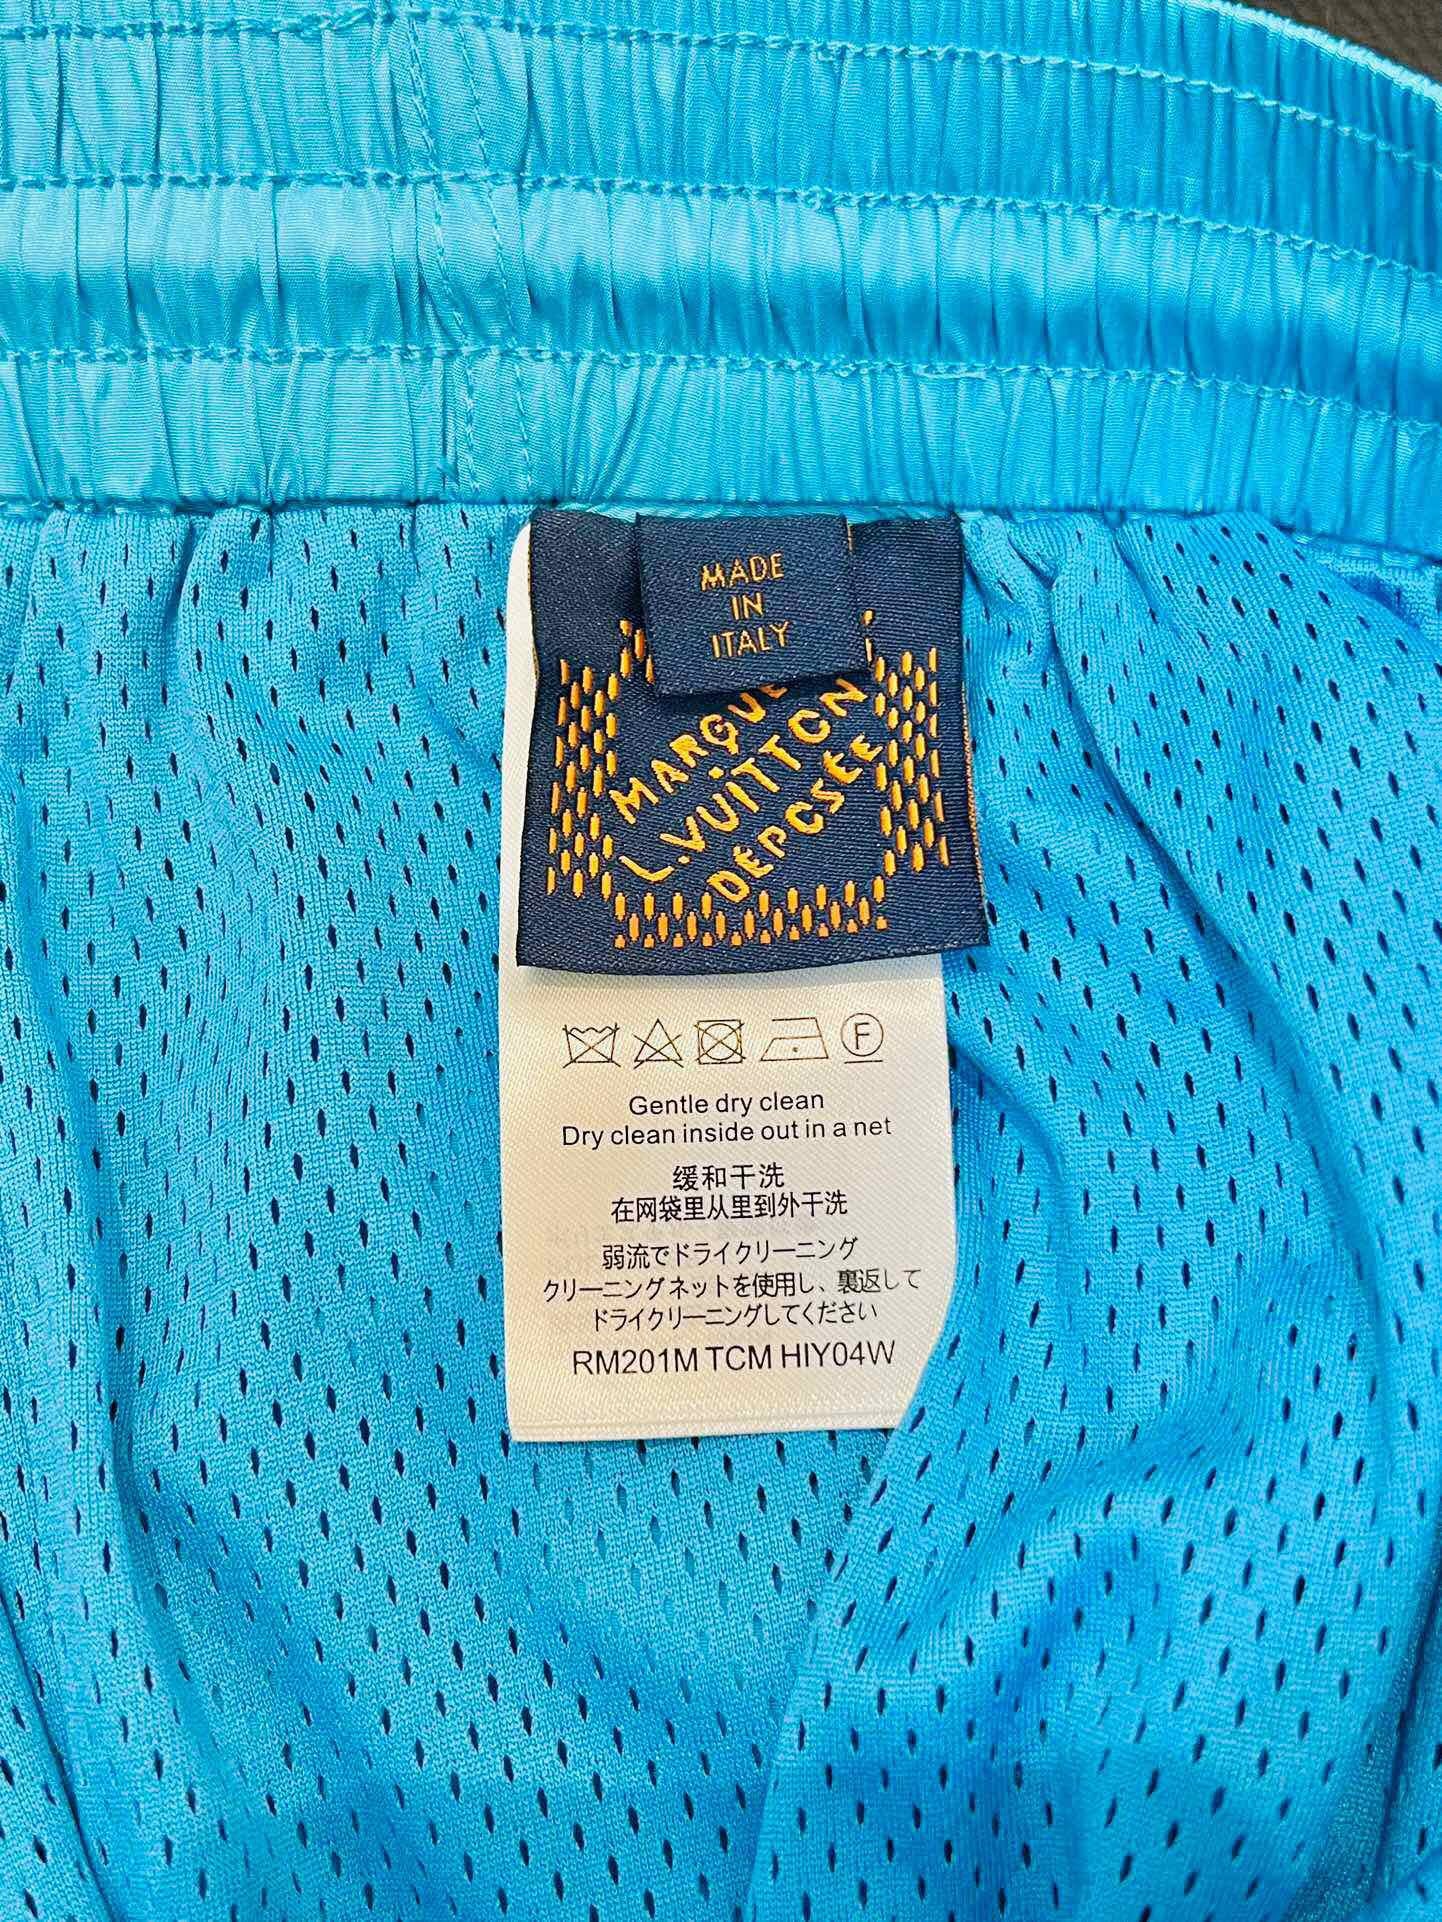 MADE
IN
ITALY
MARQUE
L.VUITTON
DÉPOSÉE
F
Gentle dry clean
Dry clean inside out in a net
缓和干洗
在网袋里从里到外干洗
弱流でドライクリーニング
クリーニングネットを使用し、裏返して
ドライクリーニングしてください
RM201M TCM HIY04W